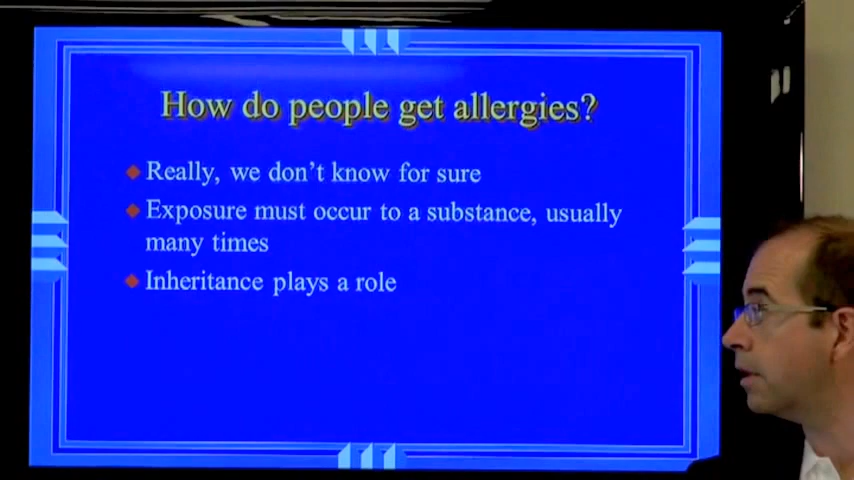 How do people get allergies?
Really, we don't know for sure
Exposure must occur to a substance, usually
many times
Inheritance plays a role